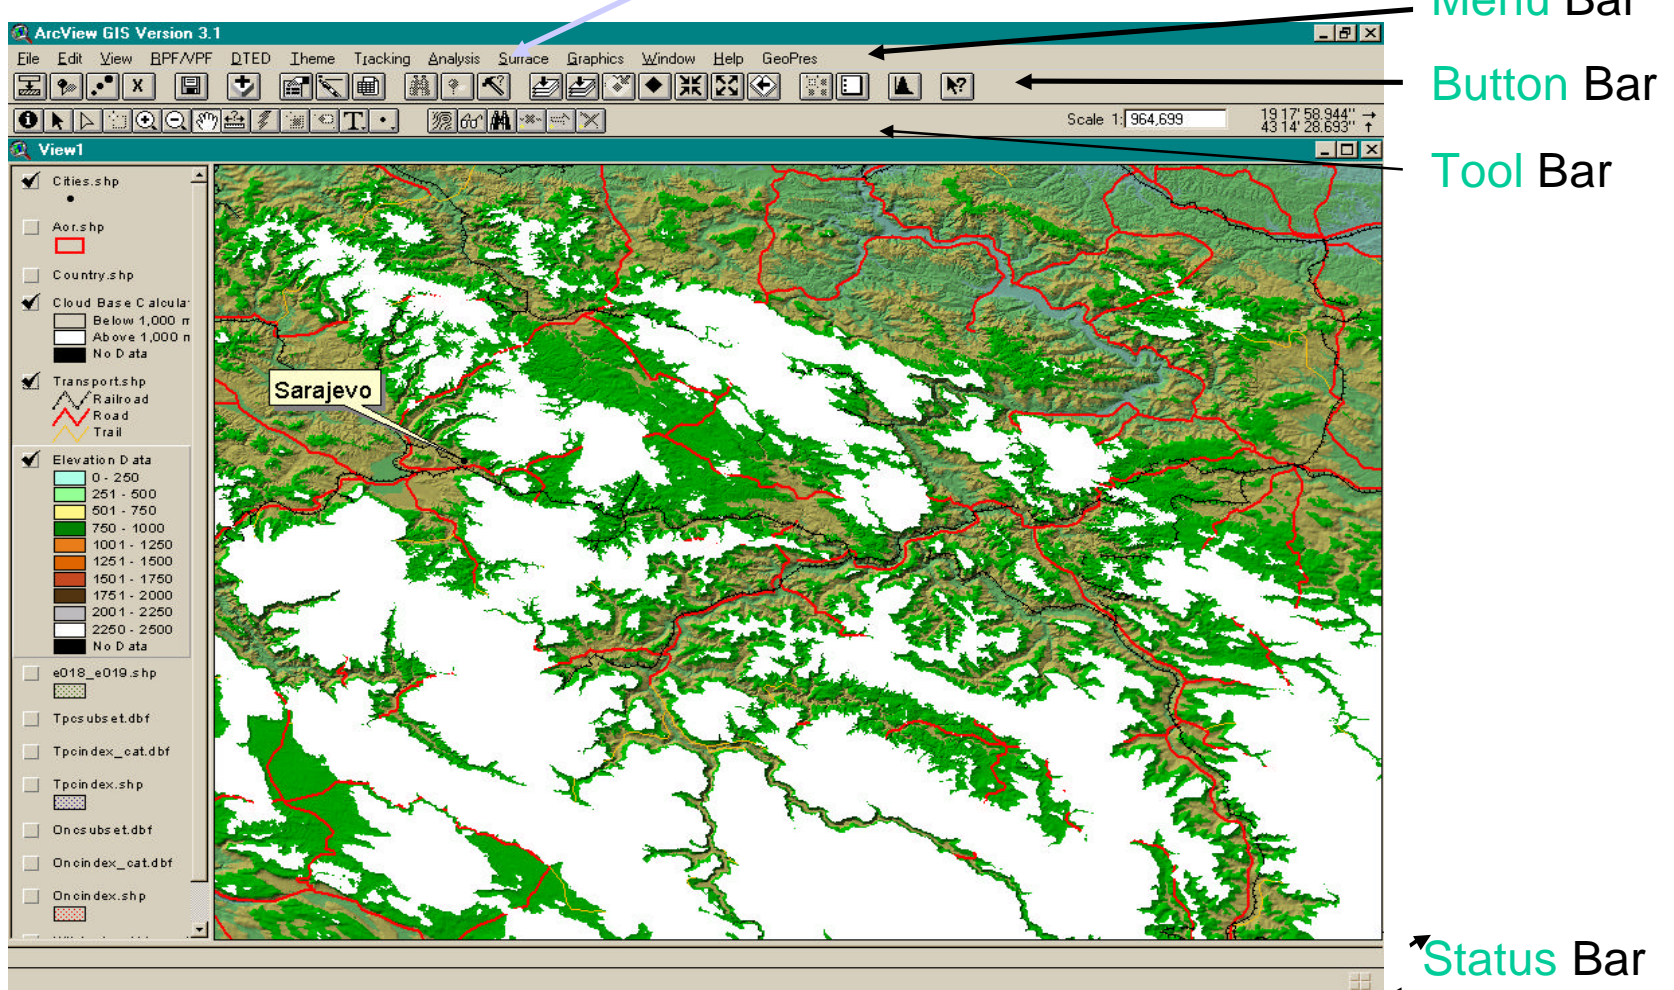 Menu Bar
ArcView GIS Version 3.1
File Edit View RPF/VPF DTED Theme Tracking Analysis Surface Graphics Window Help GeoPres
Button Bar
Scale 1: 964,699
19 17' 58.944"
43 14' 28.693"
Tool Bar
View1
Cities.shp
Aor.shp
Country.shp
Cloud Base Calcula
Below 1,000 m
Above 1,000 m
No Data
Transport.shp
Railroad
Road
Trail
Sarajevo
Elevation Data
0 - 250
251 - 500
501 - 750
750 - 1000
1001 - 1250
1251 - 1500
1501 - 1750
1751 - 2000
2001 - 2250
2250 - 2500
No Data
e018_e019.shp
Tpcsubset.dbf
Tpcindex_cat.dbf
Tpcindex.shp
Oncsubset.dbf
Oncindex_cat.dbf
Oncindex.shp
Status Bar